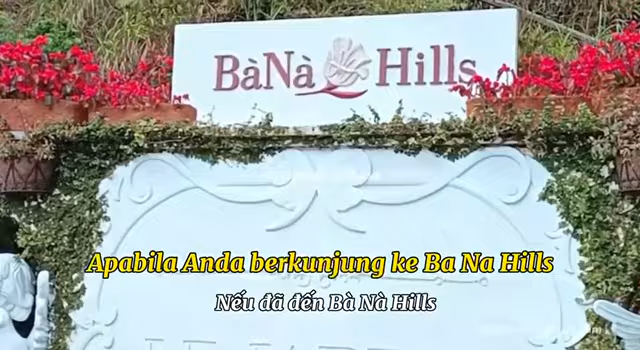 BàNà Hills
Apabila Anda berkunjung ke Ba Na Hills
Nếu đã đến Bà Nà Hills